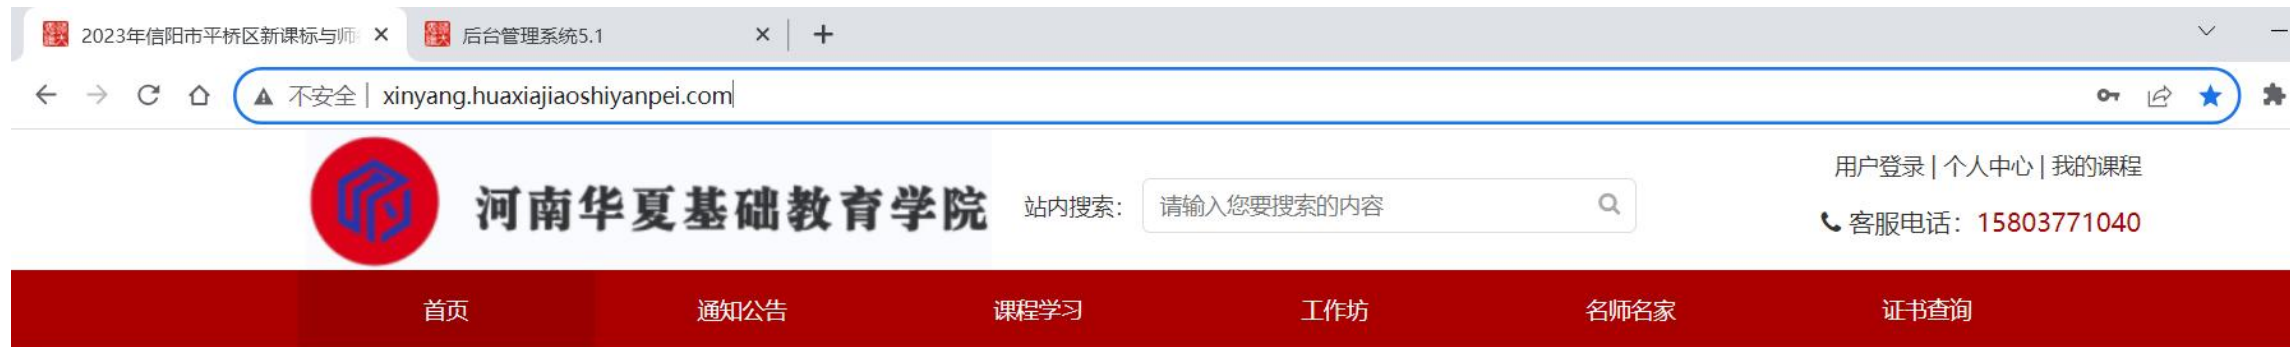 2023年信阳市平桥区新课标与师
后台管理系统5.1
不安全 | xinyang.huaxiajiaoshiyanpei.com
河南华夏基础教育学院
站内搜索：
请输入您要搜索的内容
用户登录 | 个人中心 | 我的课程
客服电话：15803771040
首页 通知公告 课程学习 工作坊 名师名家 证书查询